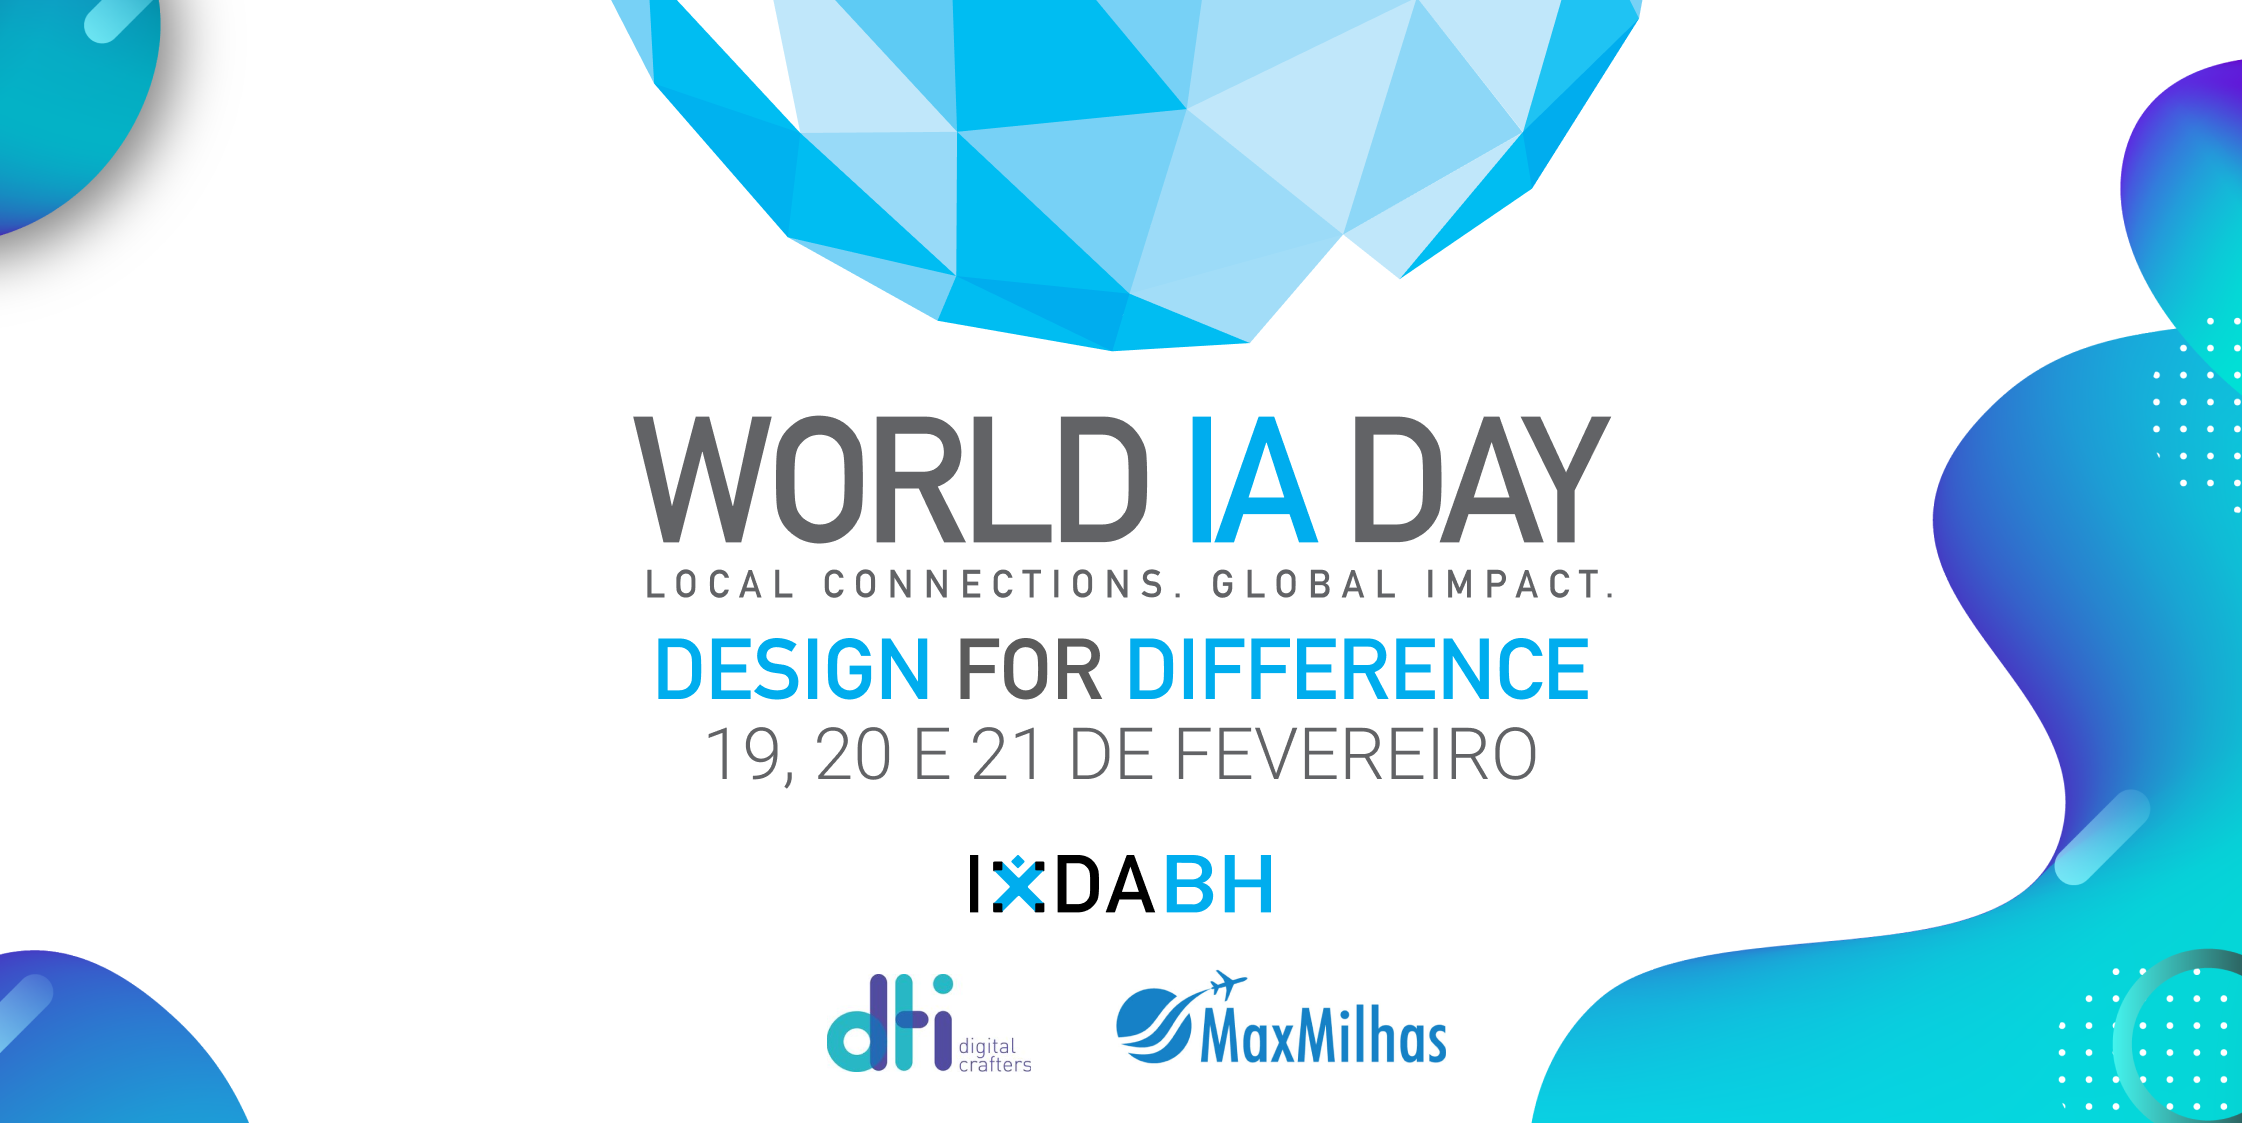 WORLD IA DAY
LOCAL CONNECTIONS. GLOBAL IMPACT.
DESIGN FOR DIFFERENCE
19, 20 E 21 DE FEVEREIRO
IXDABH
dti digital
crafters
MaxMilhas